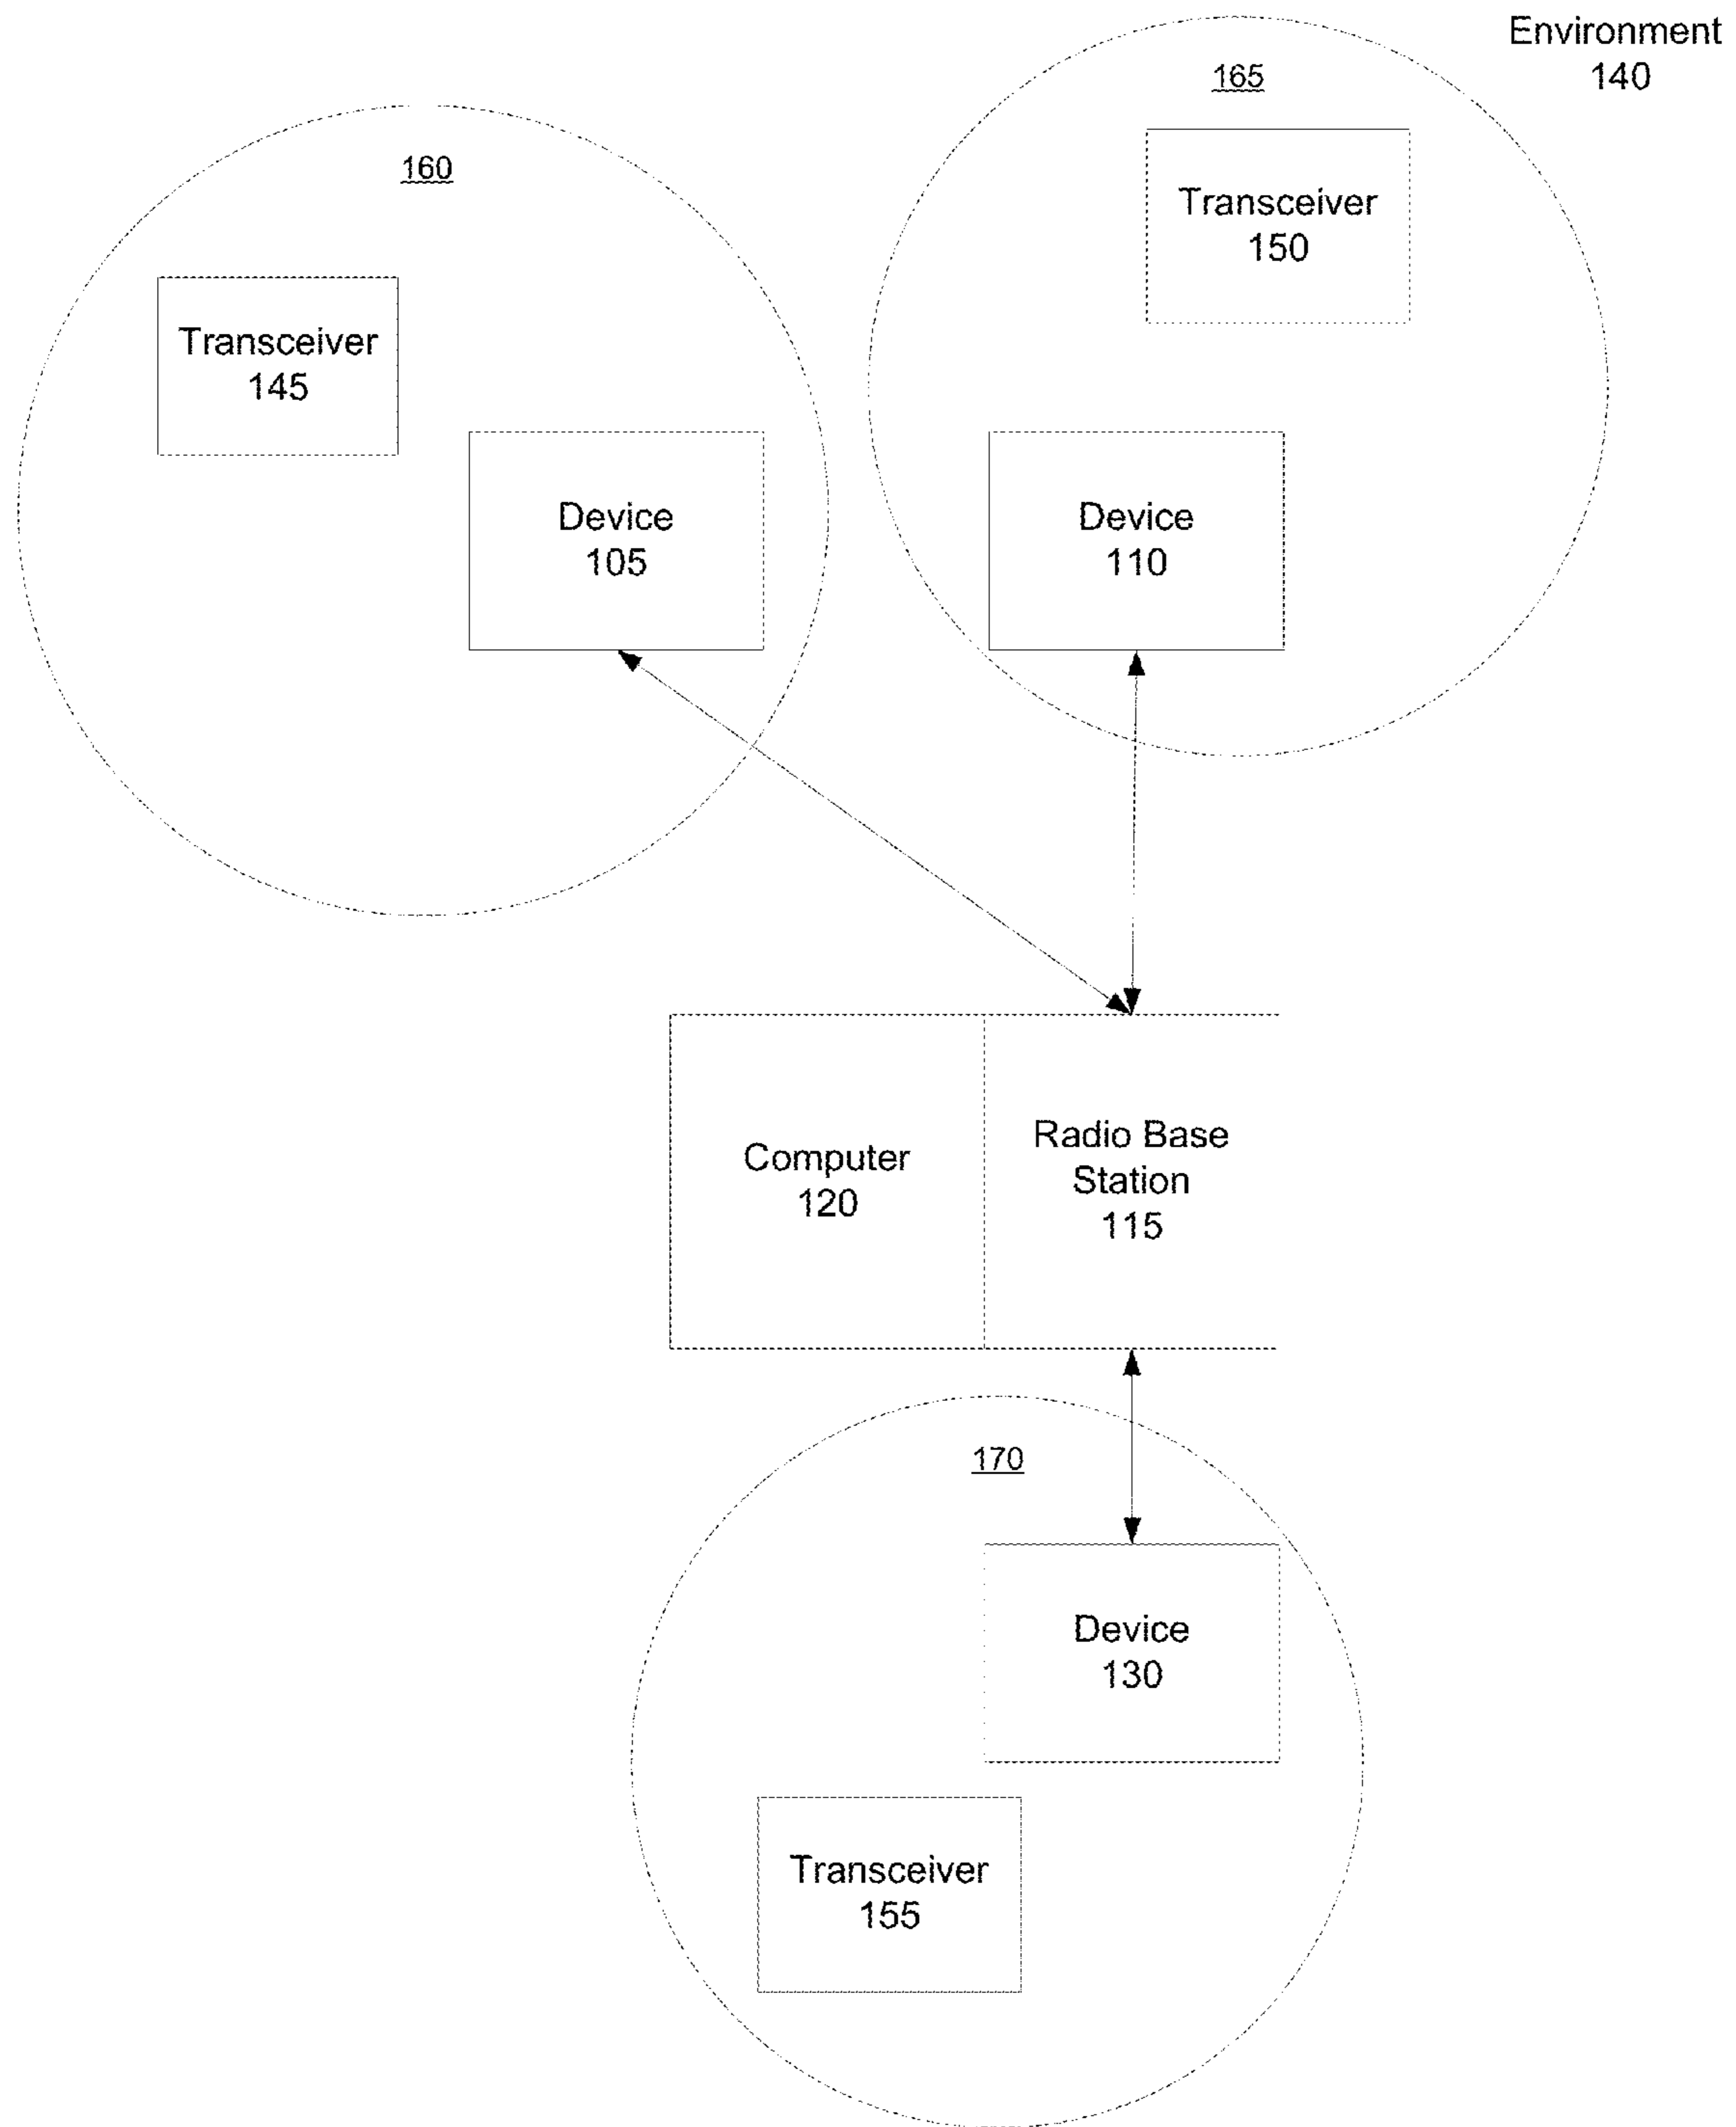 Environment
140
165
160
Transceiver
150
Transceiver
145
Device
105
Device
110
Computer
120
Radio Base
Station
115
170
Device
130
Transceiver
155